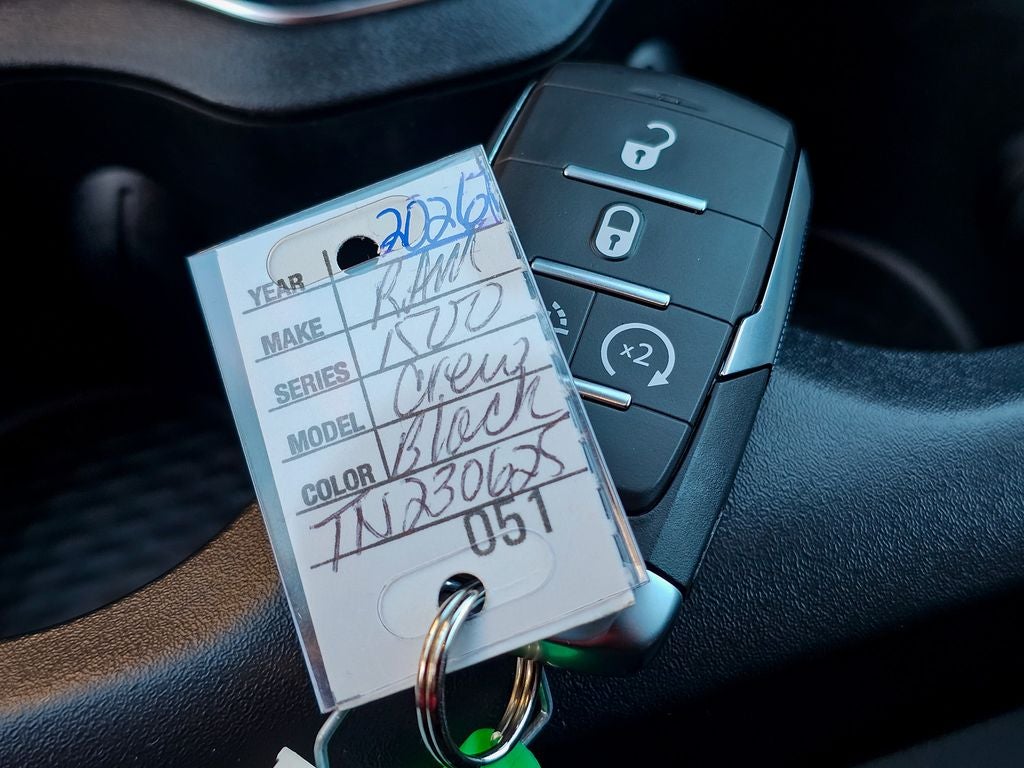 YEAR 2026
MAKE RAM
SERIES 1500
MODEL Crew
COLOR Black
TN230625
051
x2